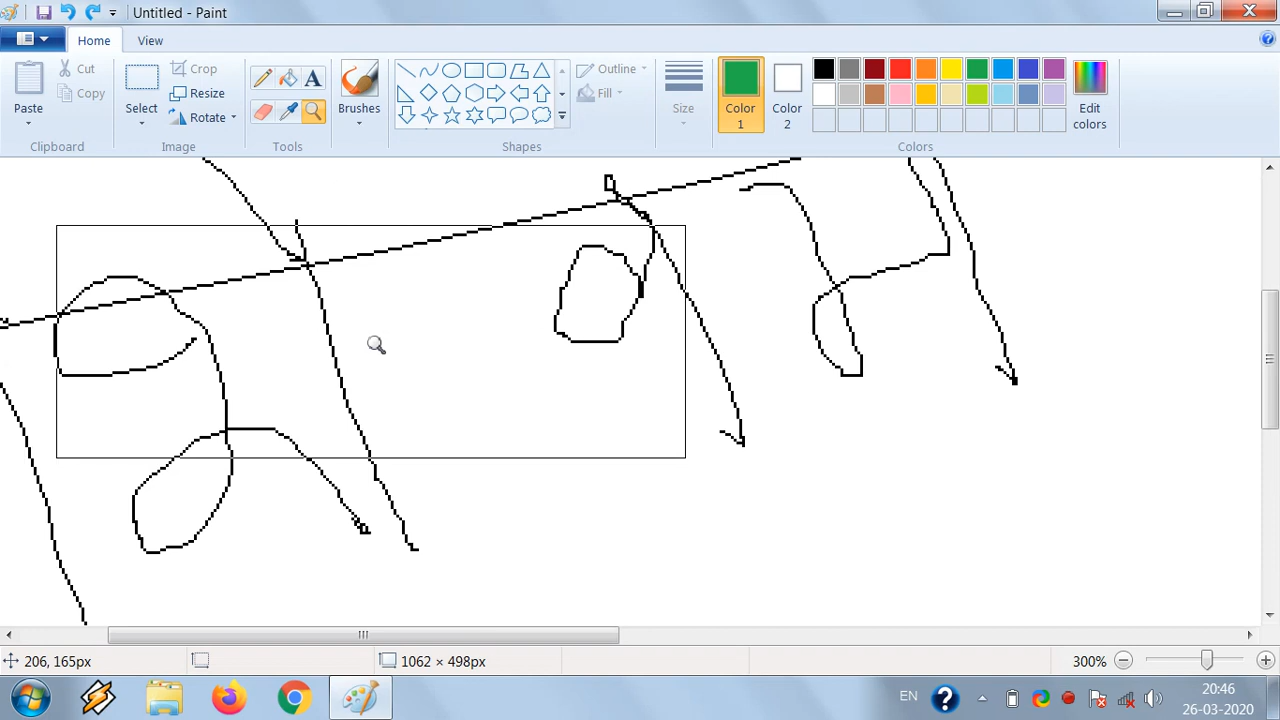 Untitled - Paint
Home View
Paste
Cut
Copy
Clipboard
Select
Crop
Resize
Rotate
Image
A
Tools
Brushes
Shapes
Outline
Fill
Size
Color 1
Color 2
Edit colors
Colors
206, 165px
1062 × 498px
300%
EN
20:46
26-03-2020